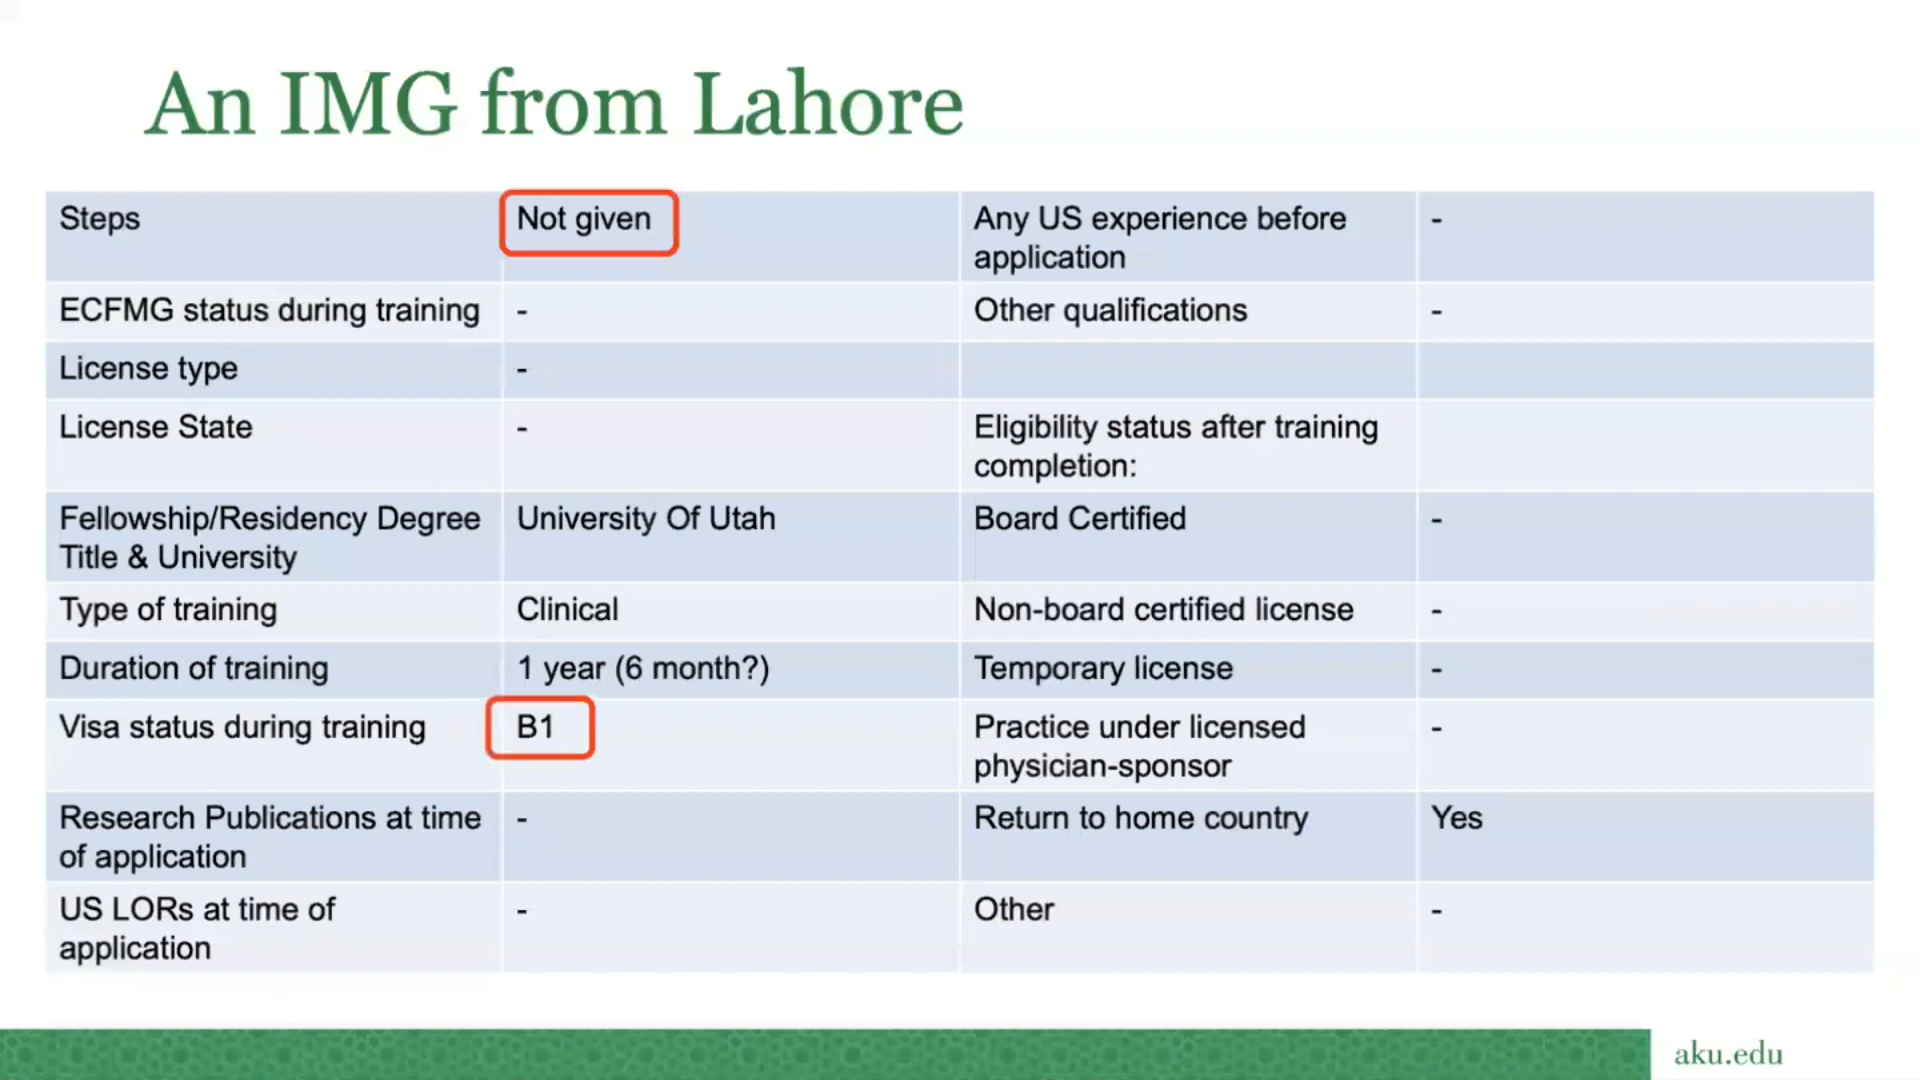 An IMG from Lahore
Steps Not given Any US experience before
application -
ECFMG status during training - Other qualifications -
License type -
License State - Eligibility status after training
completion:
Fellowship/Residency Degree University Of Utah Board Certified -
Title & University
Type of training Clinical Non-board certified license -
Duration of training 1 year (6 month?) Temporary license -
Visa status during training B1 Practice under licensed -
physician-sponsor
Research Publications at time - Return to home country Yes
of application
US LORs at time of - Other -
application
aku.edu